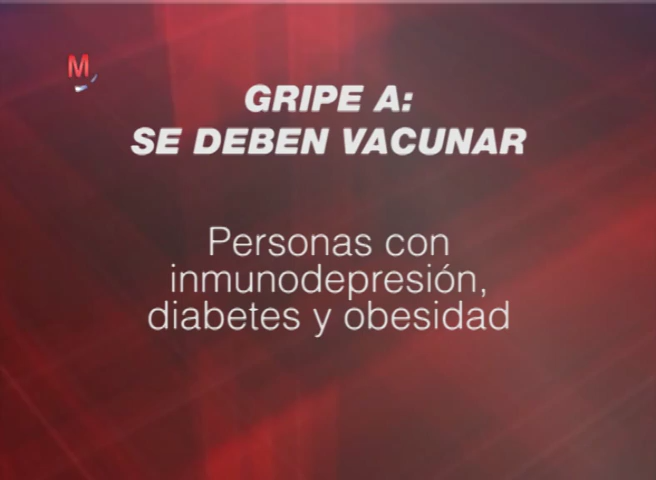 M
GRIPE A:
SE DEBEN VACUNAR
Personas con
inmunodepresión,
diabetes y obesidad